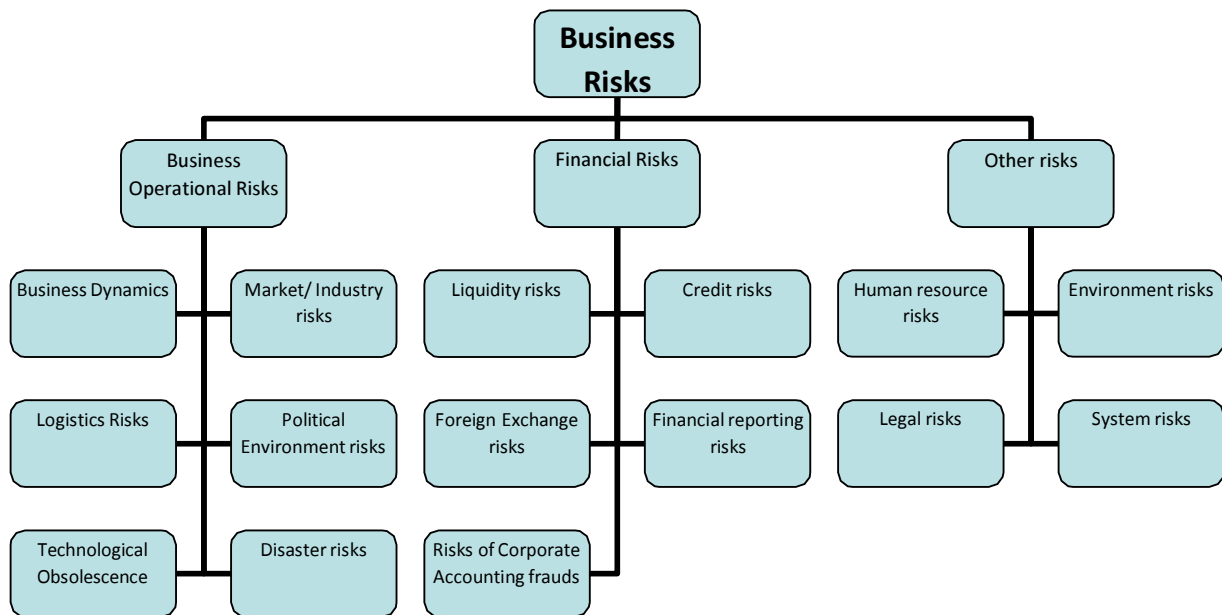 Business
Risks
Business
Operational Risks
Financial Risks
Other risks
Business Dynamics
Market/ Industry
risks
Liquidity risks
Credit risks
Human resource
risks
Environment risks
Logistics Risks
Political
Environment risks
Foreign Exchange
risks
Financial reporting
risks
Legal risks
System risks
Technological
Obsolescence
Disaster risks
Risks of Corporate
Accounting frauds